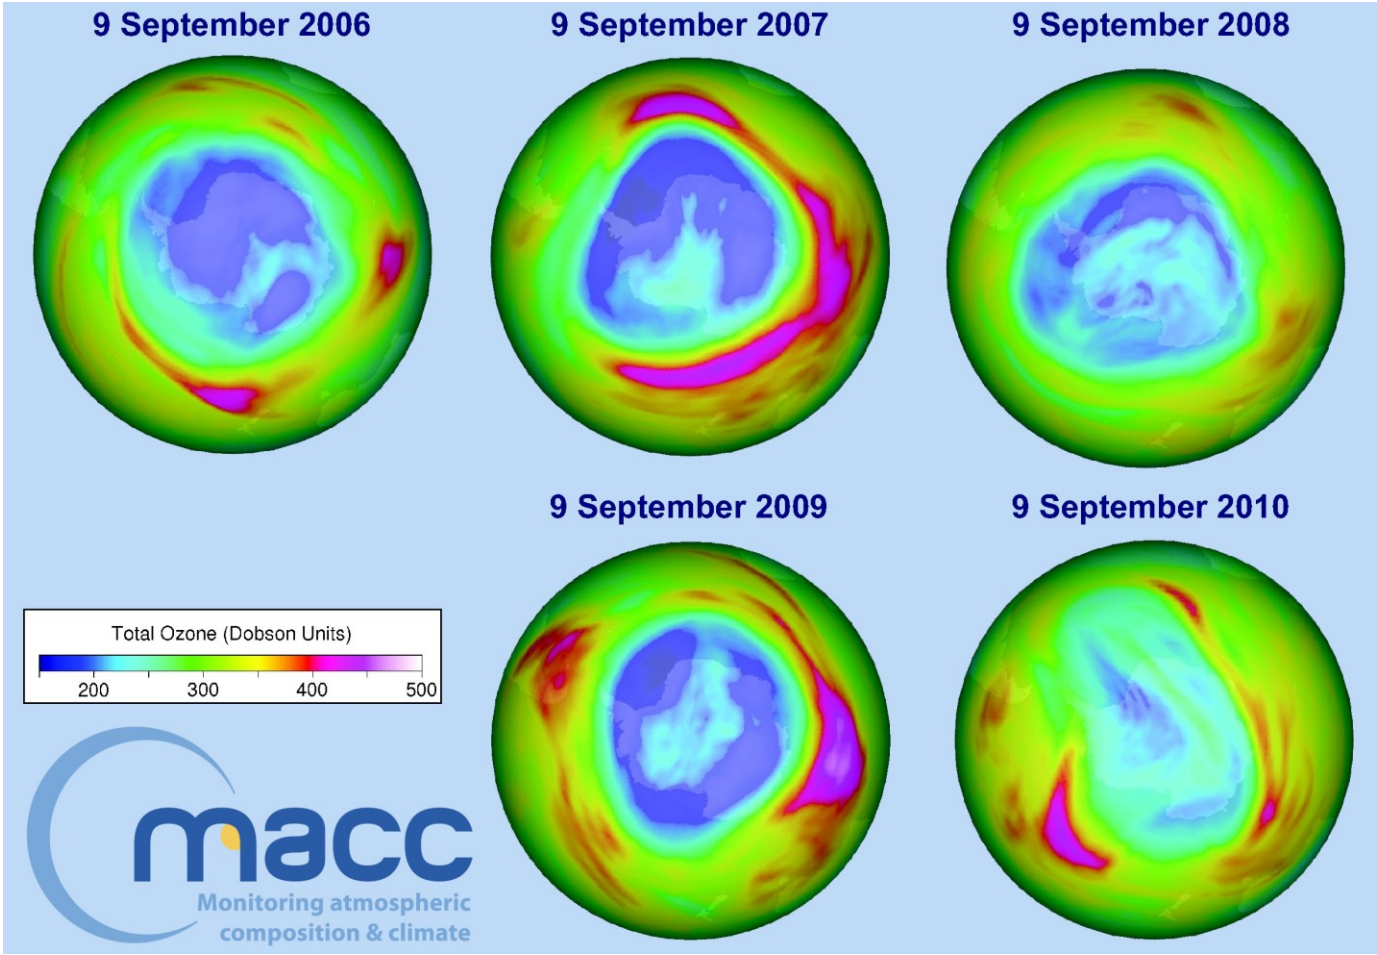 9 September 2006
9 September 2007
9 September 2008
9 September 2009
9 September 2010
Total Ozone (Dobson Units)
200 300 400 500
macc
Monitoring atmospheric
composition & climate